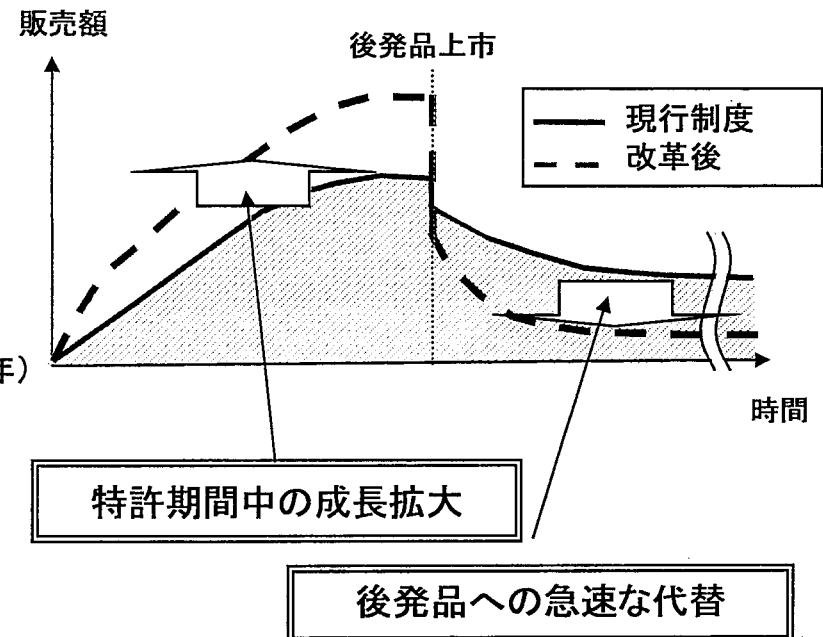 販売額
後発品上市
現行制度
改革後
年）
時間
特許期間中の成長拡大
後発品への急速な代替